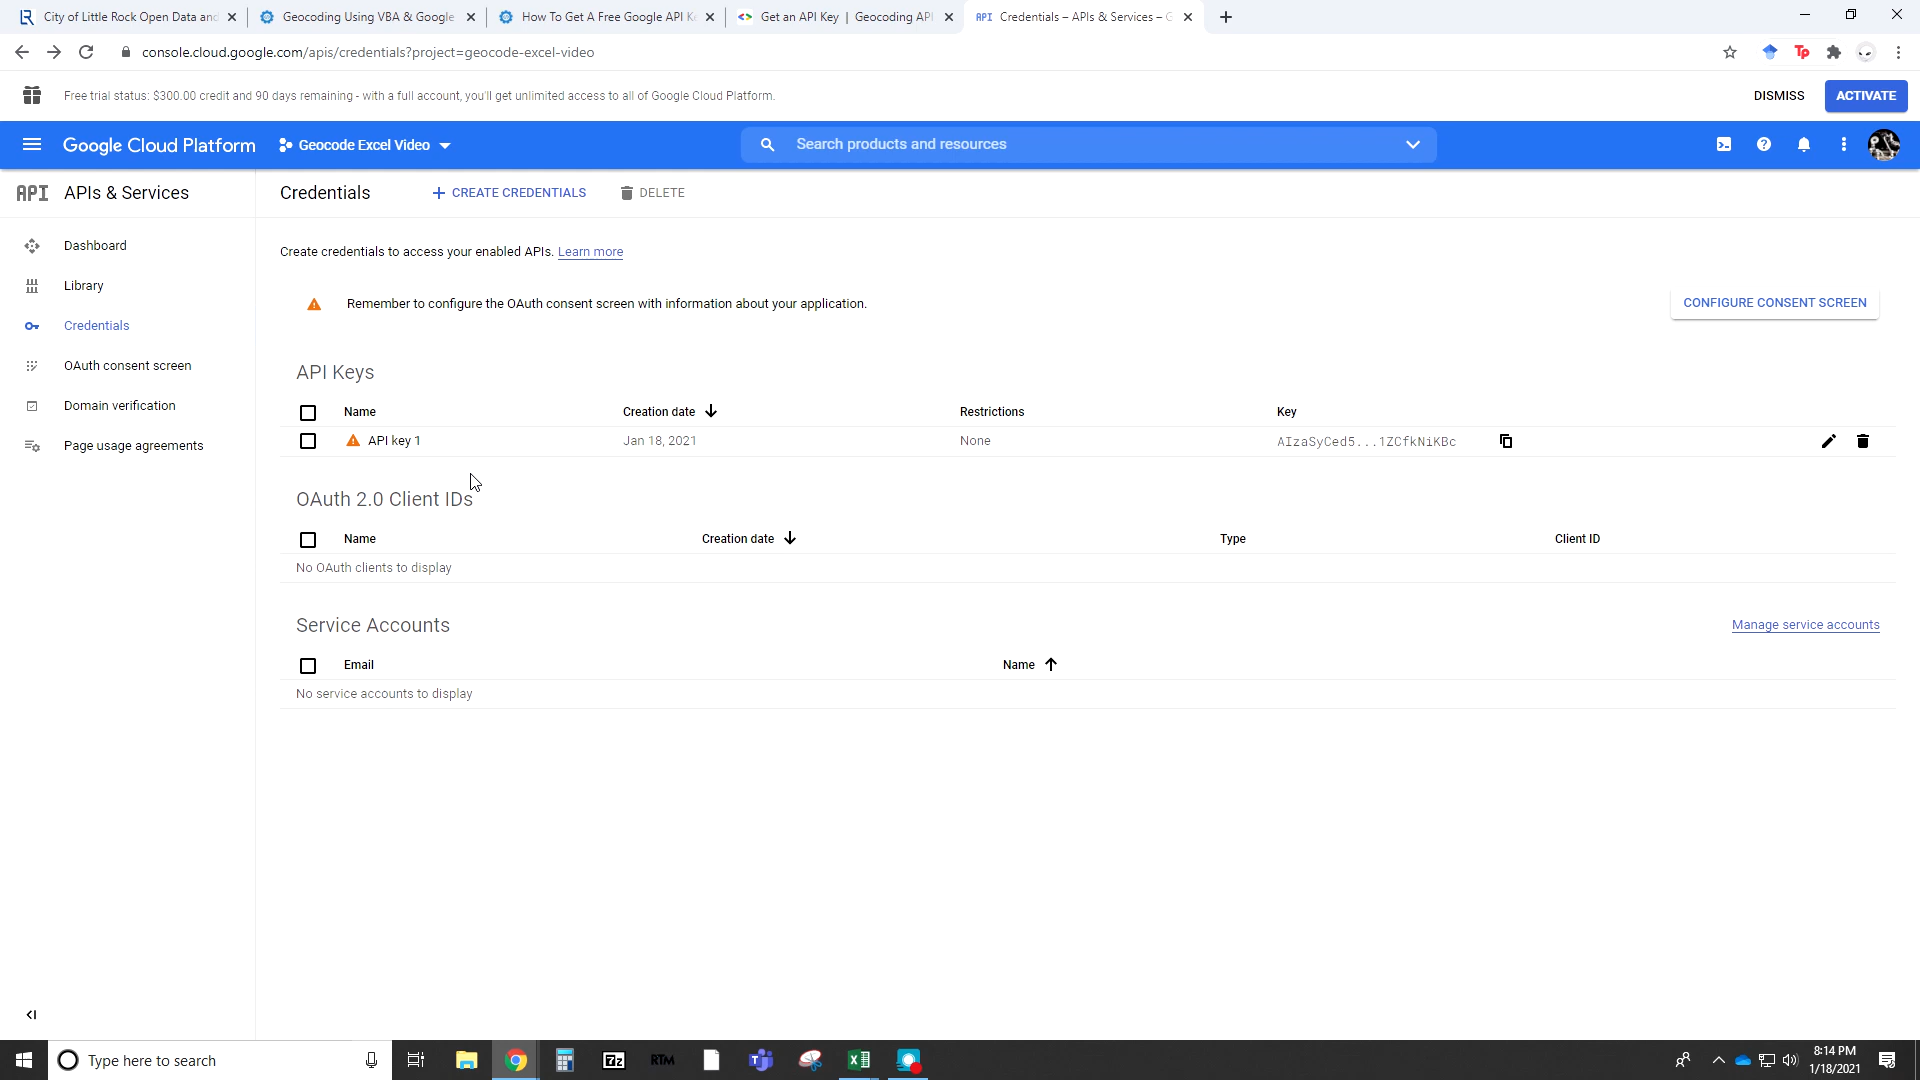 City of Little Rock Open Data and
Geocoding Using VBA & Google
How To Get A Free Google API K
Get an API Key | Geocoding API
API Credentials – APIs & Services – G
console.cloud.google.com/apis/credentials?project=geocode-excel-video
Tp
Free trial status: $300.00 credit and 90 days remaining - with a full account, you'll get unlimited access to all of Google Cloud Platform.
DISMISS
ACTIVATE
Google Cloud Platform
Geocode Excel Video
Search products and resources
API APIs & Services
Credentials
CREATE CREDENTIALS
DELETE
Dashboard
Library
Credentials
OAuth consent screen
Domain verification
Page usage agreements
Create credentials to access your enabled APIs. Learn more
Remember to configure the OAuth consent screen with information about your application.
CONFIGURE CONSENT SCREEN
API Keys
Name Creation date Restrictions Key
API key 1 Jan 18, 2021 None AIzaSyCed5...1ZCfkNiKBc
OAuth 2.0 Client IDs
Name Creation date Type Client ID
No OAuth clients to display
Service Accounts
Manage service accounts
Email Name
No service accounts to display
Type here to search
7z
RTM
8:14 PM
1/18/2021